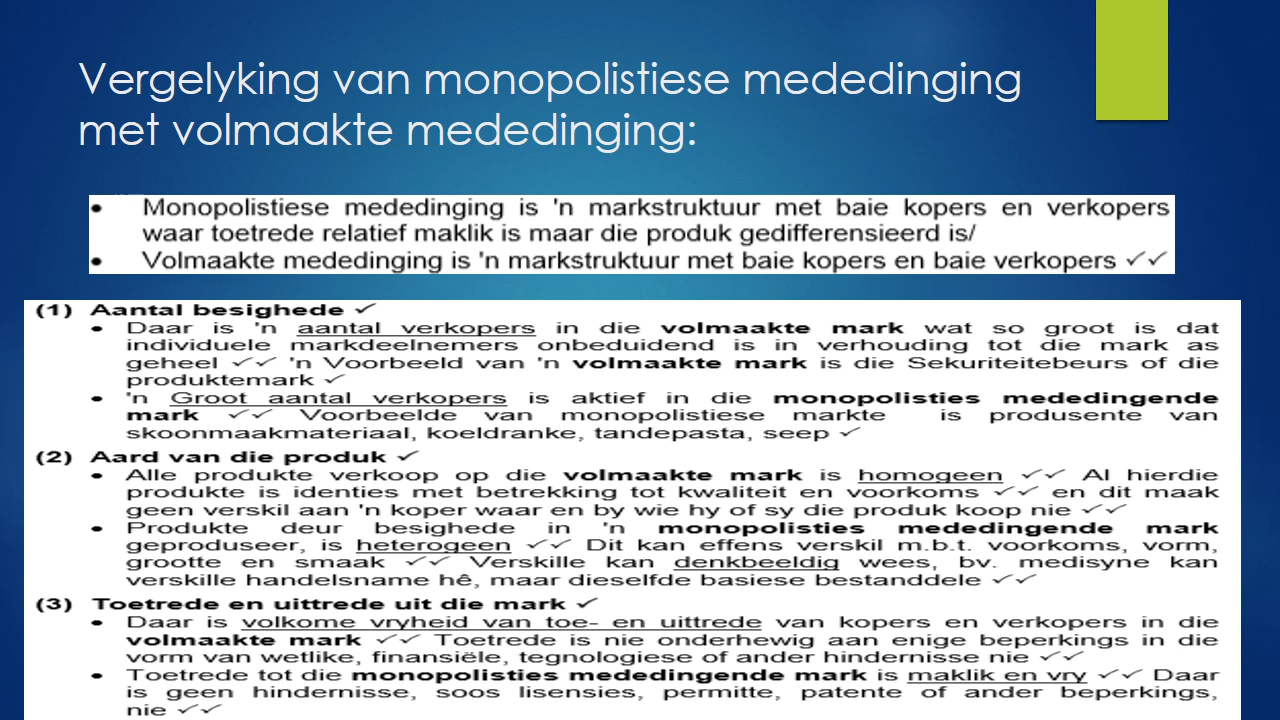 Vergelyking van monopolistiese mededinging
met volmaakte mededinging:
• Monopolistiese mededinging is 'n markstruktuur met baie kopers en verkopers
waar toetrede relatief maklik is maar die produk gedifferensieerd is/
• Volmaakte mededinging is 'n markstruktuur met baie kopers en baie verkopers ✓✓
(1) Aantal besighede ✓
• Daar is 'n aantal verkopers in die volmaakte mark wat so groot is dat
individuele markdeelnemers onbeduidend is in verhouding tot die mark as
geheel ✓✓ 'n Voorbeeld van 'n volmaakte mark is die Sekuriteitebeurs of die
produktemark ✓
• 'n Groot aantal verkopers is aktief in die monopolisties mededingende
mark ✓✓ Voorbeelde van monopolistiese markte is produsente van
skoonmaakmateriaal, koeldranke, tandepasta, seep ✓
(2) Aard van die produk ✓
• Alle produkte verkoop op die volmaakte mark is homogeen ✓✓ Al hierdie
produkte is identies met betrekking tot kwaliteit en voorkoms ✓✓ en dit maak
geen verskil aan 'n koper waar en by wie hy of sy die produk koop nie ✓✓
• Produkte deur besighede in 'n monopolisties mededingende mark
geproduseer, is heterogeen ✓✓ Dit kan effens verskil m.b.t. voorkoms, vorm,
grootte en smaak ✓✓ Verskille kan denkbeeldig wees, bv. medisyne kan
verskille handelsname hê, maar dieselfde basiese bestanddele ✓✓
(3) Toetrede en uittrede uit die mark ✓
• Daar is volkome vryheid van toe- en uittrede van kopers en verkopers in die
volmaakte mark ✓✓ Toetrede is nie onderhewig aan enige beperkings in die
vorm van wetlike, finansiële, tegnologiese of ander hindernisse nie ✓✓
• Toetrede tot die monopolisties mededingende mark is maklik en vry ✓✓ Daar
is geen hindernisse, soos lisensies, permitte, patente of ander beperkings,
nie ✓✓